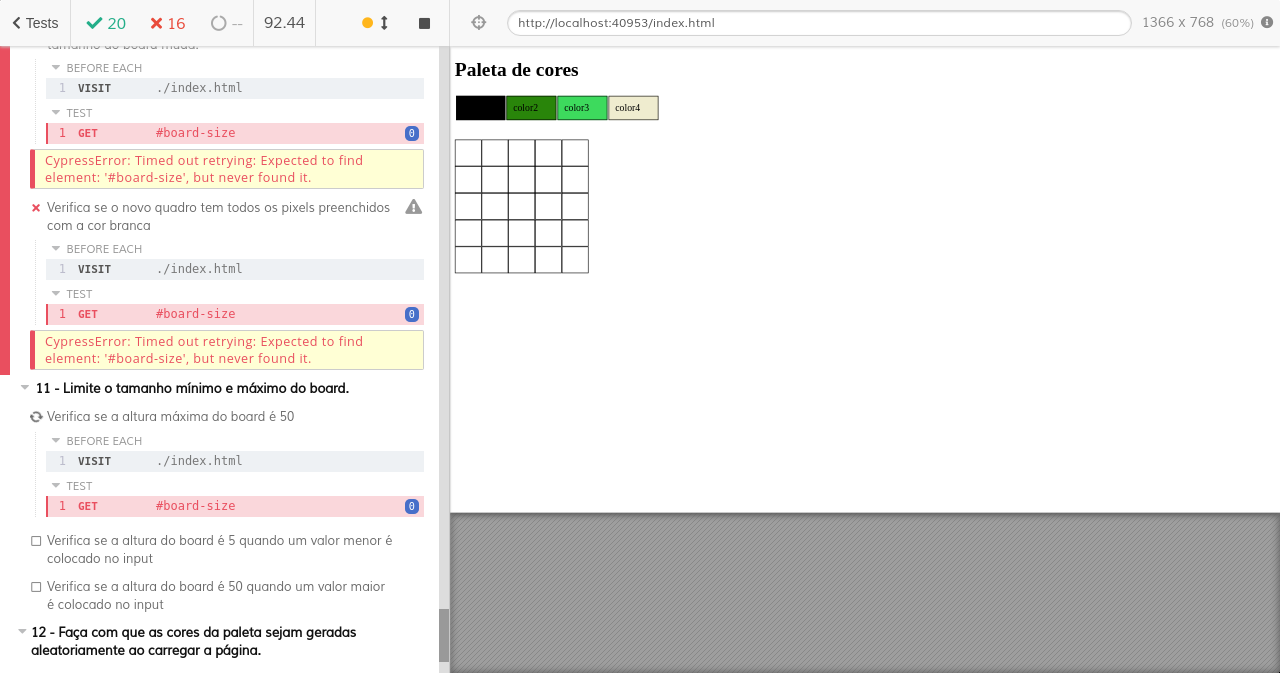 Tests
20
16
--
92.44
http://localhost:40953/index.html
1366 x 768 (60%)
tamanho do board muda.
BEFORE EACH
1 VISIT ./index.html
TEST
1 GET #board-size 0
CypressError: Timed out retrying: Expected to find
element: '#board-size', but never found it.
Verifica se o novo quadro tem todos os pixels preenchidos
com a cor branca
BEFORE EACH
1 VISIT ./index.html
TEST
1 GET #board-size 0
CypressError: Timed out retrying: Expected to find
element: '#board-size', but never found it.
11 - Limite o tamanho mínimo e máximo do board.
Verifica se a altura máxima do board é 50
BEFORE EACH
1 VISIT ./index.html
TEST
1 GET #board-size 0
Verifica se a altura do board é 5 quando um valor menor é
colocado no input
Verifica se a altura do board é 50 quando um valor maior
é colocado no input
12 - Faça com que as cores da paleta sejam geradas
aleatoriamente ao carregar a página.
Paleta de cores
color2 color3 color4